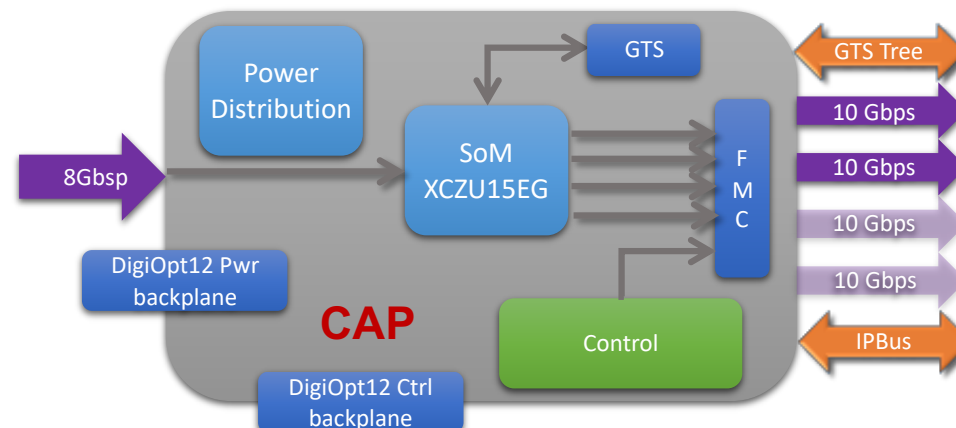 Power
Distribution
GTS
GTS Tree
SoM
XCZU15EG
F
M
C
10 Gbps
10 Gbps
10 Gbps
10 Gbps
8Gbsp
DigiOpt12 Pwr
backplane
CAP
Control
IPBus
DigiOpt12 Ctrl
backplane